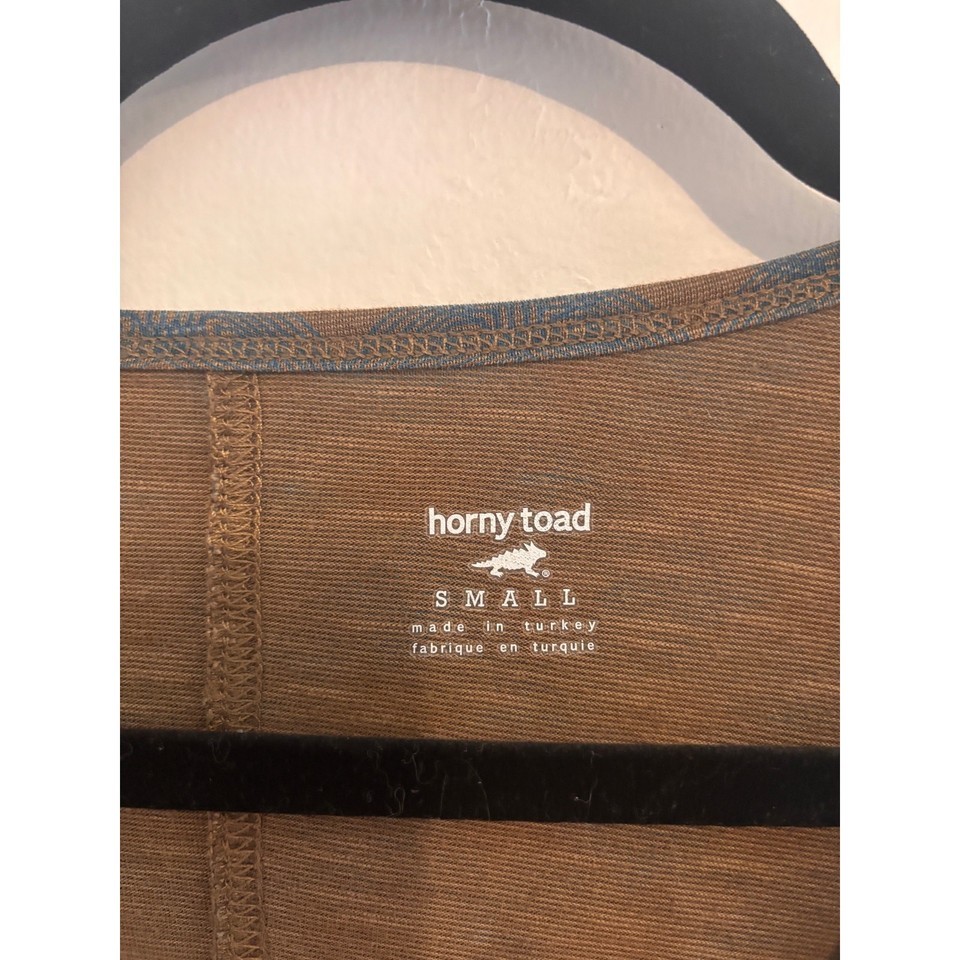 horny toad
®
SMALL
made in turkey
fabrique en turquie